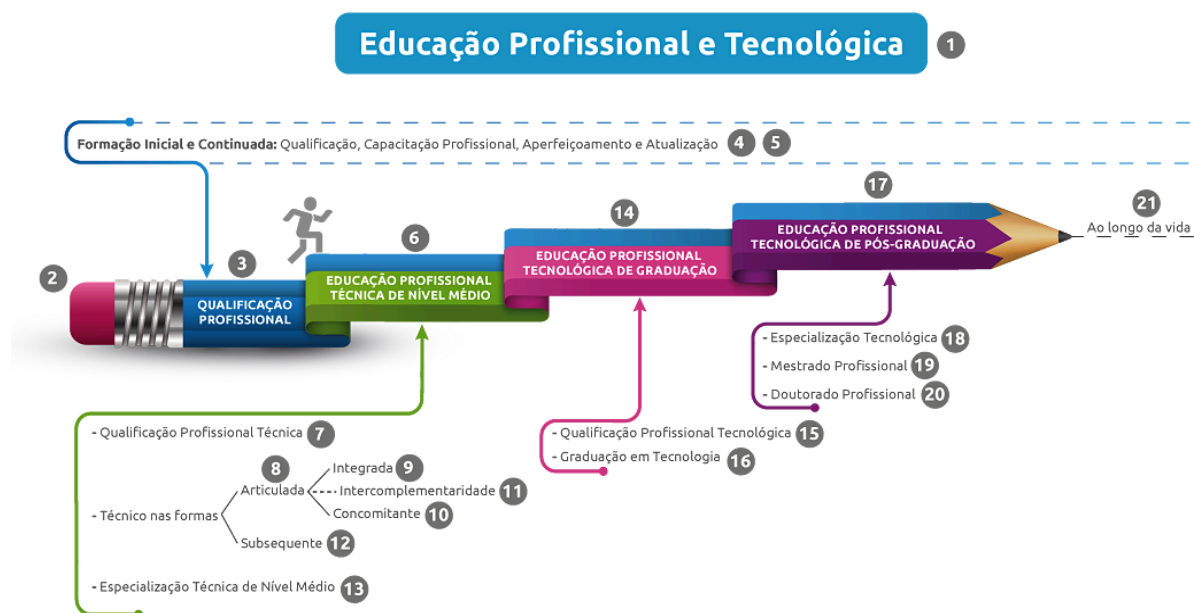 Educação Profissional e Tecnológica 1
Formação Inicial e Continuada: Qualificação, Capacitação Profissional, Aperfeiçoamento e Atualização 4 5
2
3
QUALIFICAÇÃO
PROFISSIONAL
6
EDUCAÇÃO PROFISSIONAL
TÉCNICA DE NÍVEL MÉDIO
14
EDUCAÇÃO PROFISSIONAL
TECNOLÓGICA DE GRADUAÇÃO
17
EDUCAÇÃO PROFISSIONAL
TECNOLÓGICA DE PÓS-GRADUAÇÃO
21
Ao longo da vida
- Qualificação Profissional Técnica 7
- Técnico nas formas
8
Articulada
Integrada 9
Intercomplementaridade 11
Concomitante 10
Subsequente 12
- Especialização Técnica de Nível Médio 13
- Qualificação Profissional Tecnológica 15
- Graduação em Tecnologia 16
- Especialização Tecnológica 18
- Mestrado Profissional 19
- Doutorado Profissional 20